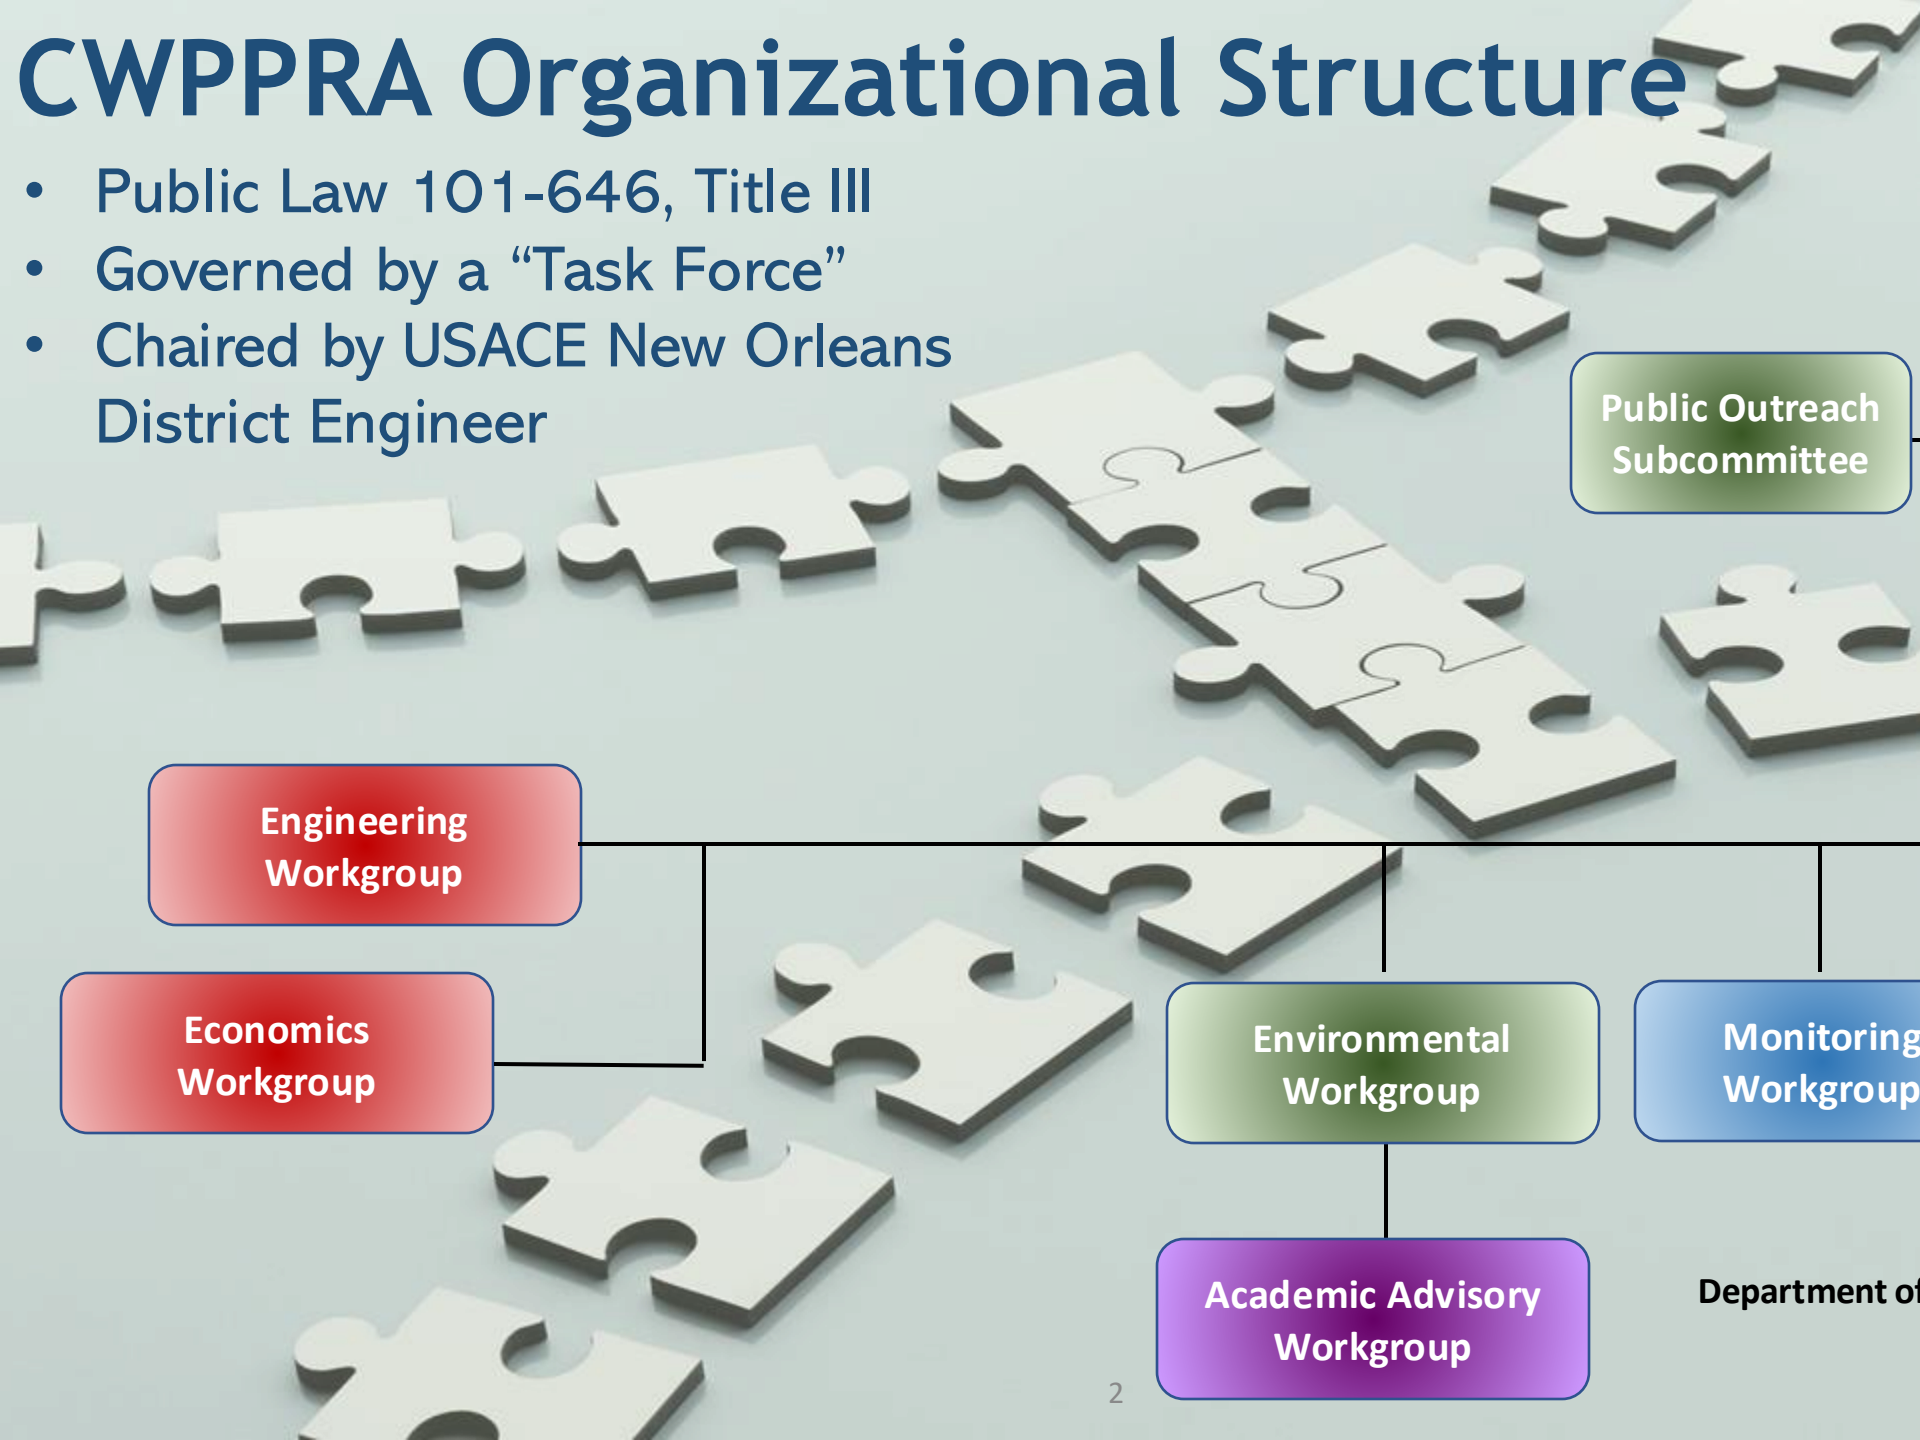 CWPPRA Organizational Structure
• Public Law 101-646, Title III
• Governed by a “Task Force”
• Chaired by USACE New Orleans
District Engineer
Public Outreach
Subcommittee
Engineering
Workgroup
Economics
Workgroup
Environmental
Workgroup
Monitoring
Workgroup
Academic Advisory
Workgroup
Department of
2